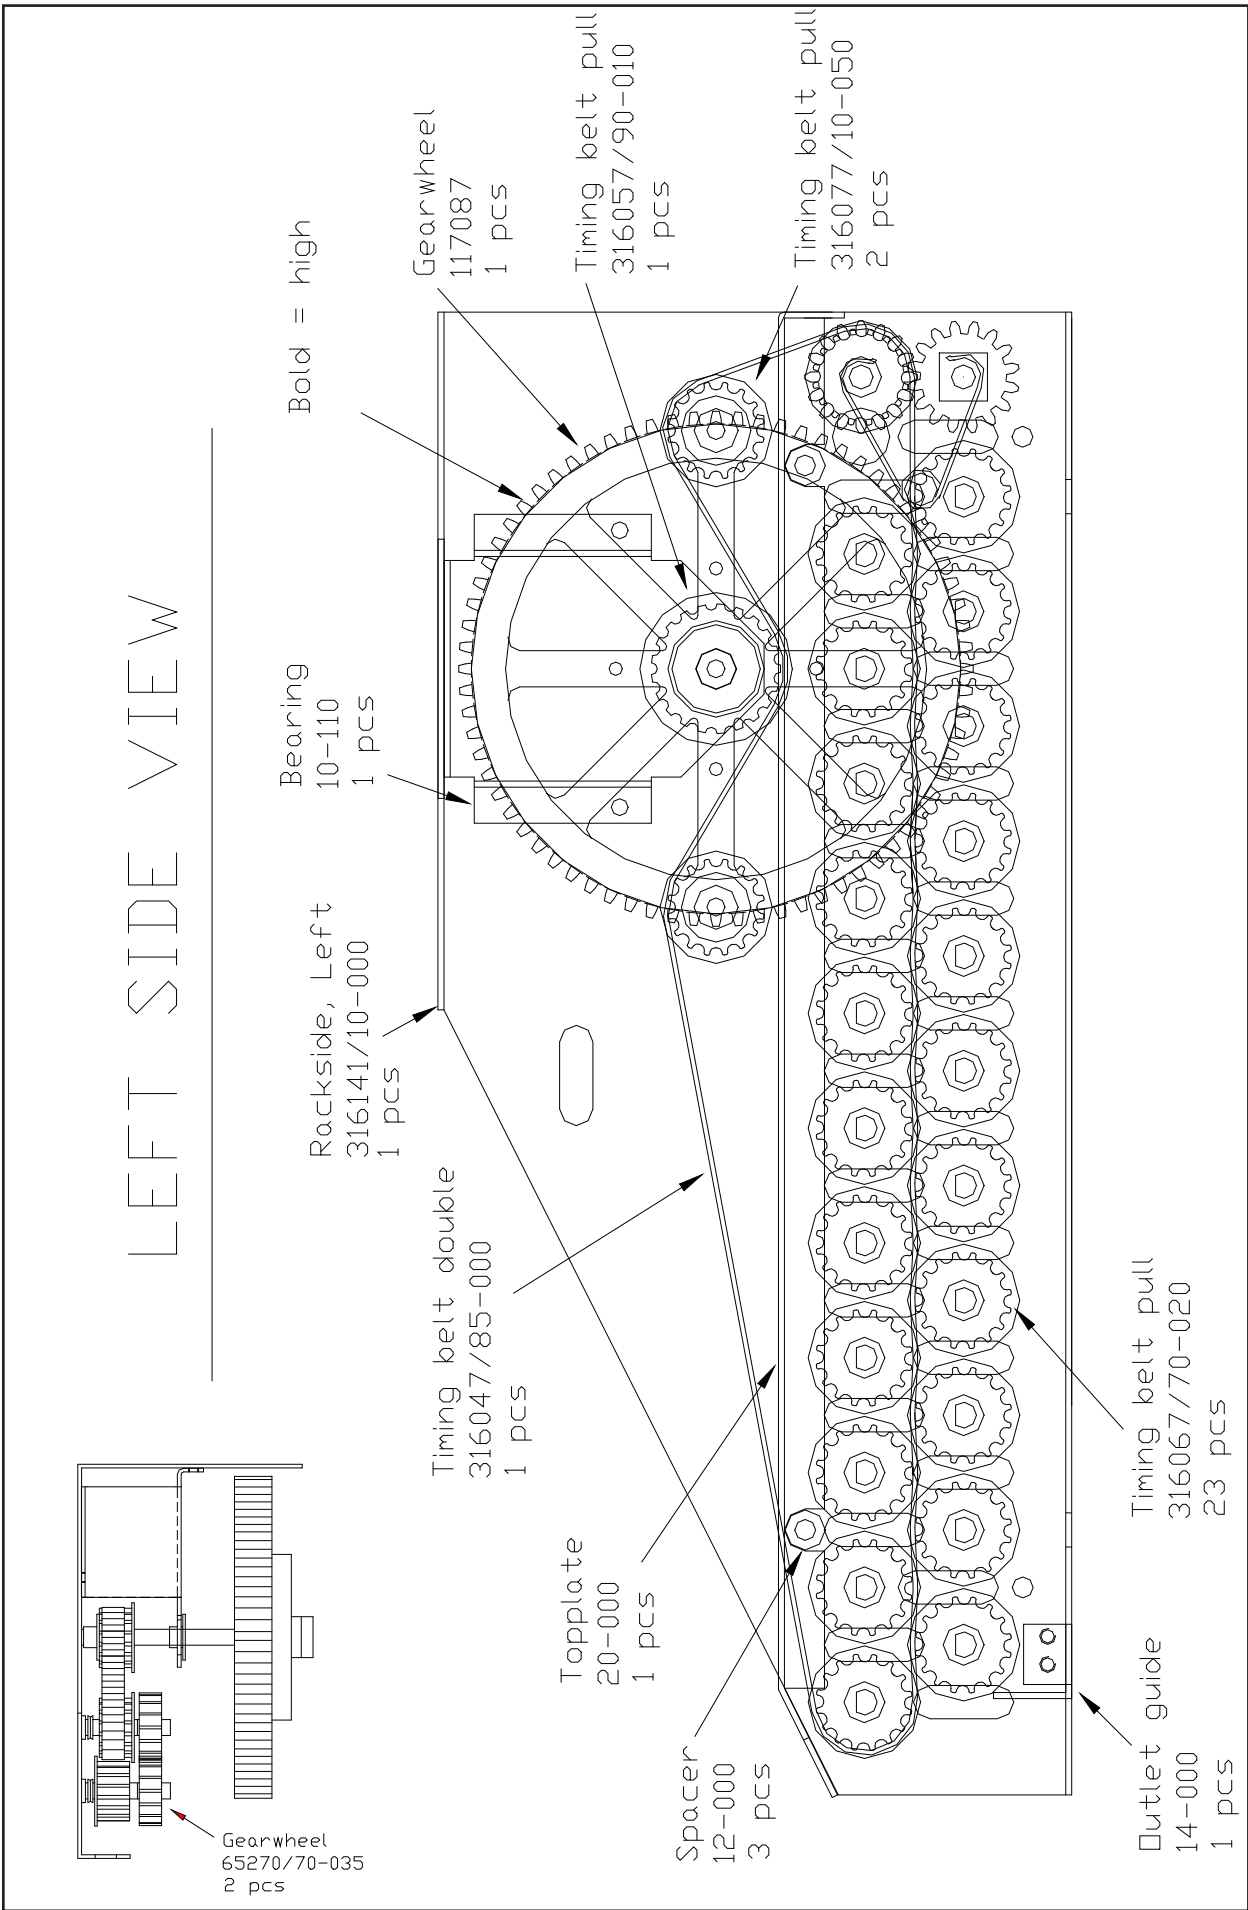 LEFT SIDE VIEW
Gearwheel
65270/70-035
2 pcs
Timing belt double
316047/85-000
1 pcs
Rackside, Left
316141/10-000
1 pcs
Bearing
10-110
1 pcs
Bold = high
Gearwheel
117087
1 pcs
Timing belt pull
316057/90-010
1 pcs
Timing belt pull
316077/10-050
2 pcs
Topplate
20-000
1 pcs
Spacer
12-000
3 pcs
Outlet guide
14-000
1 pcs
Timing belt pull
316067/70-020
23 pcs